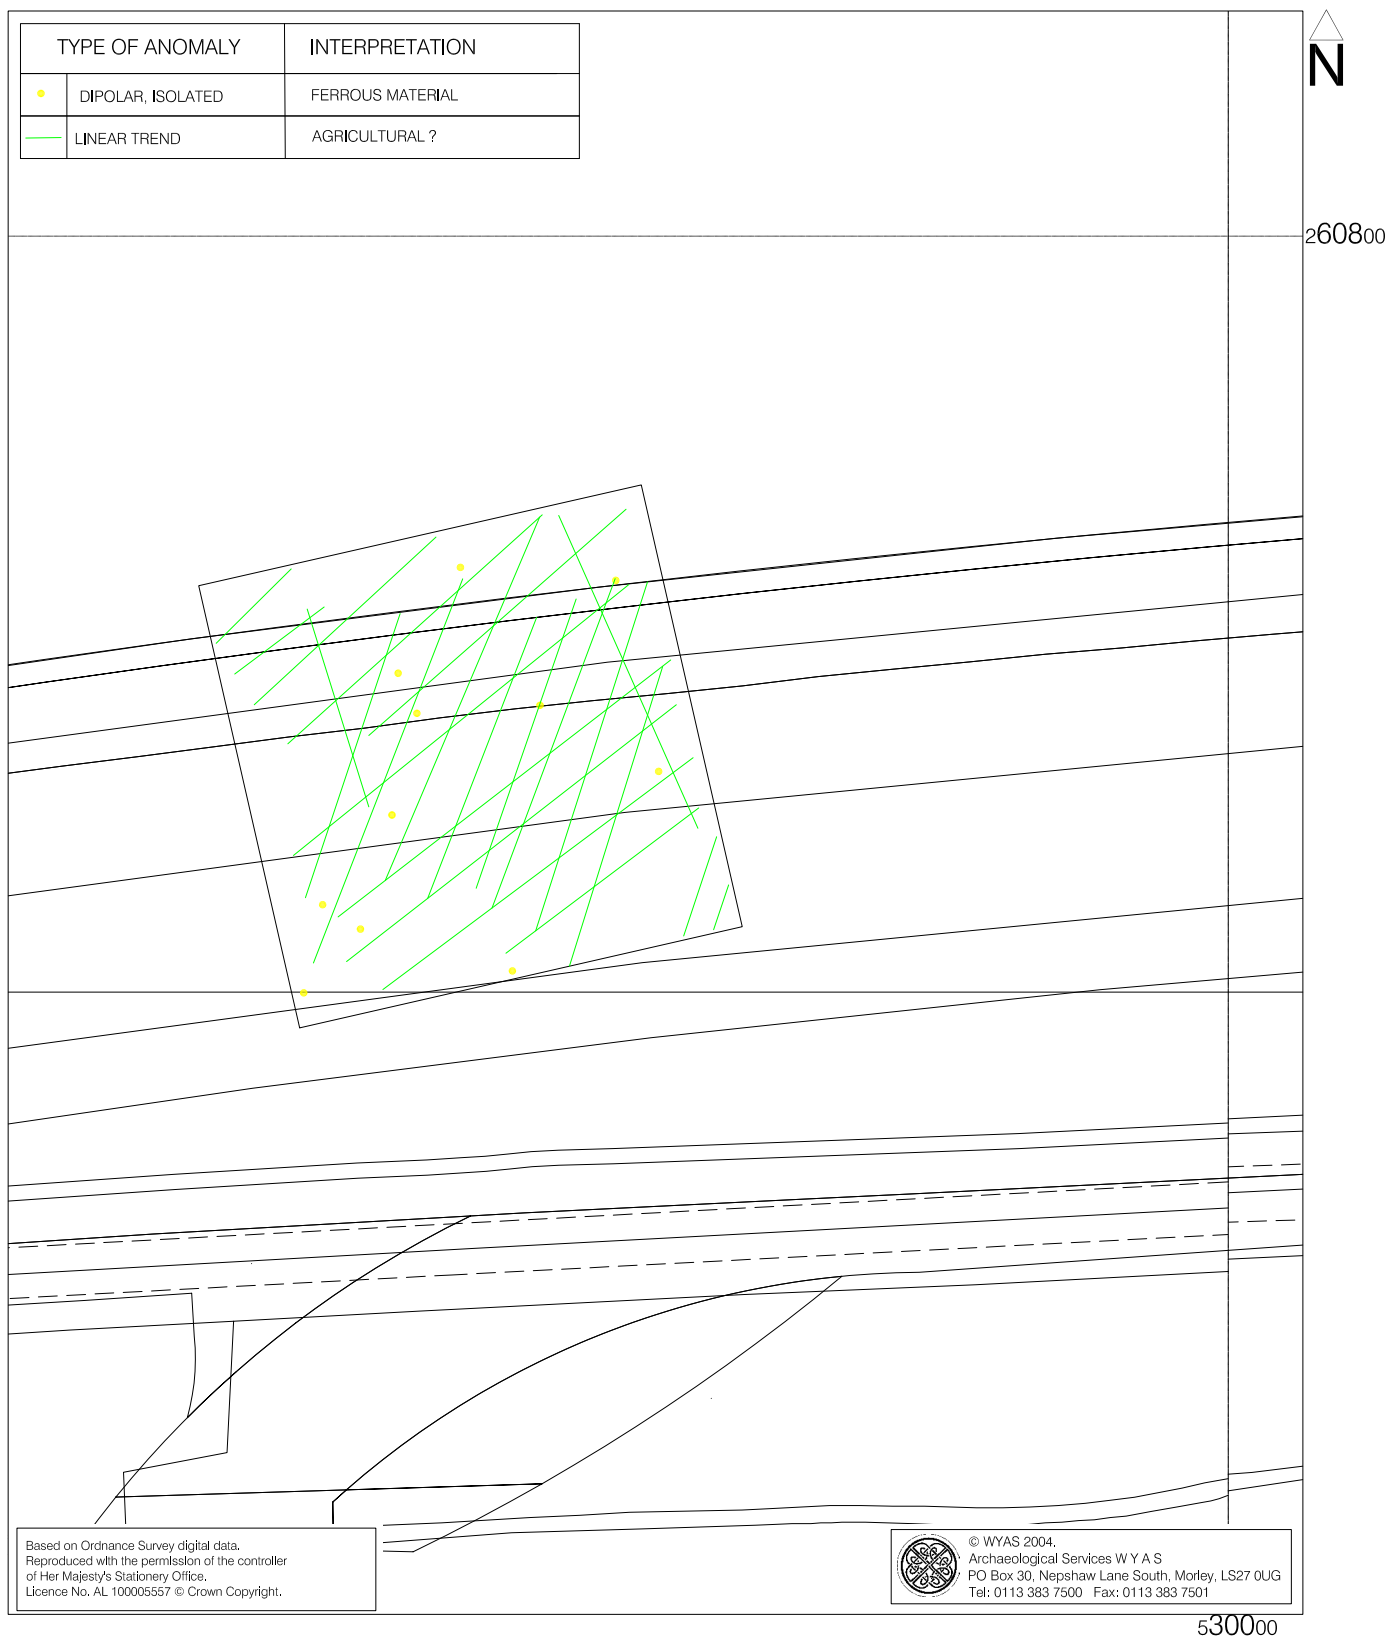 TYPE OF ANOMALY INTERPRETATION
DIPOLAR, ISOLATED FERROUS MATERIAL
LINEAR TREND AGRICULTURAL ?
N
260800
Based on Ordnance Survey digital data.
Reproduced with the permission of the controller
of Her Majesty's Stationery Office.
Licence No. AL 100005557 © Crown Copyright.
© WYAS 2004.
Archaeological Services W Y A S
PO Box 30, Nepshaw Lane South, Morley, LS27 0UG
Tel: 0113 383 7500 Fax: 0113 383 7501
530000